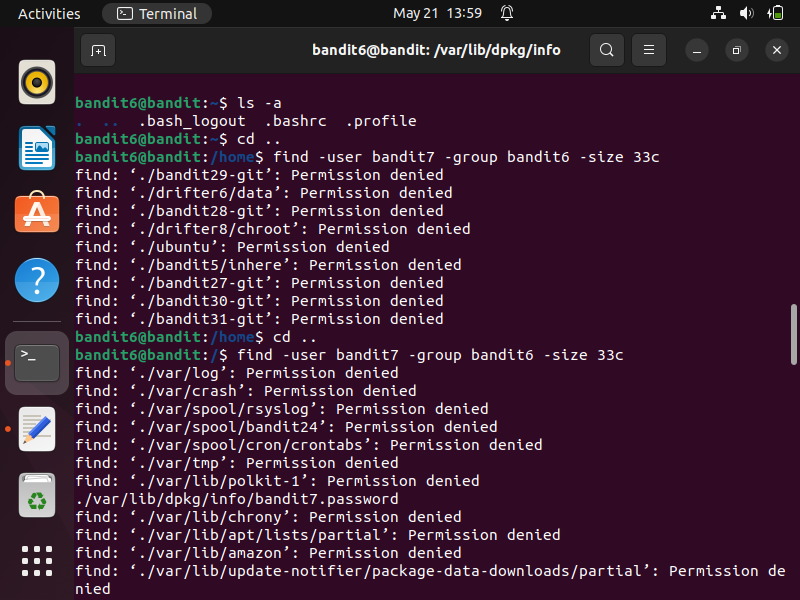 Activities
Terminal
May 21 13:59
bandit6@bandit: /var/lib/dpkg/info
bandit6@bandit:~$ ls -a
. .. .bash_logout .bashrc .profile
bandit6@bandit:~$ cd ..
bandit6@bandit:/home$ find -user bandit7 -group bandit6 -size 33c
find: ‘./bandit29-git’: Permission denied
find: ‘./drifter6/data’: Permission denied
find: ‘./bandit28-git’: Permission denied
find: ‘./drifter8/chroot’: Permission denied
find: ‘./ubuntu’: Permission denied
find: ‘./bandit5/inhere’: Permission denied
find: ‘./bandit27-git’: Permission denied
find: ‘./bandit30-git’: Permission denied
find: ‘./bandit31-git’: Permission denied
bandit6@bandit:/home$ cd ..
bandit6@bandit:/$ find -user bandit7 -group bandit6 -size 33c
find: ‘./var/log’: Permission denied
find: ‘./var/crash’: Permission denied
find: ‘./var/spool/rsyslog’: Permission denied
find: ‘./var/spool/bandit24’: Permission denied
find: ‘./var/spool/cron/crontabs’: Permission denied
find: ‘./var/tmp’: Permission denied
find: ‘./var/lib/polkit-1’: Permission denied
./var/lib/dpkg/info/bandit7.password
find: ‘./var/lib/chrony’: Permission denied
find: ‘./var/lib/apt/lists/partial’: Permission denied
find: ‘./var/lib/amazon’: Permission denied
find: ‘./var/lib/update-notifier/package-data-downloads/partial’: Permission de
nied